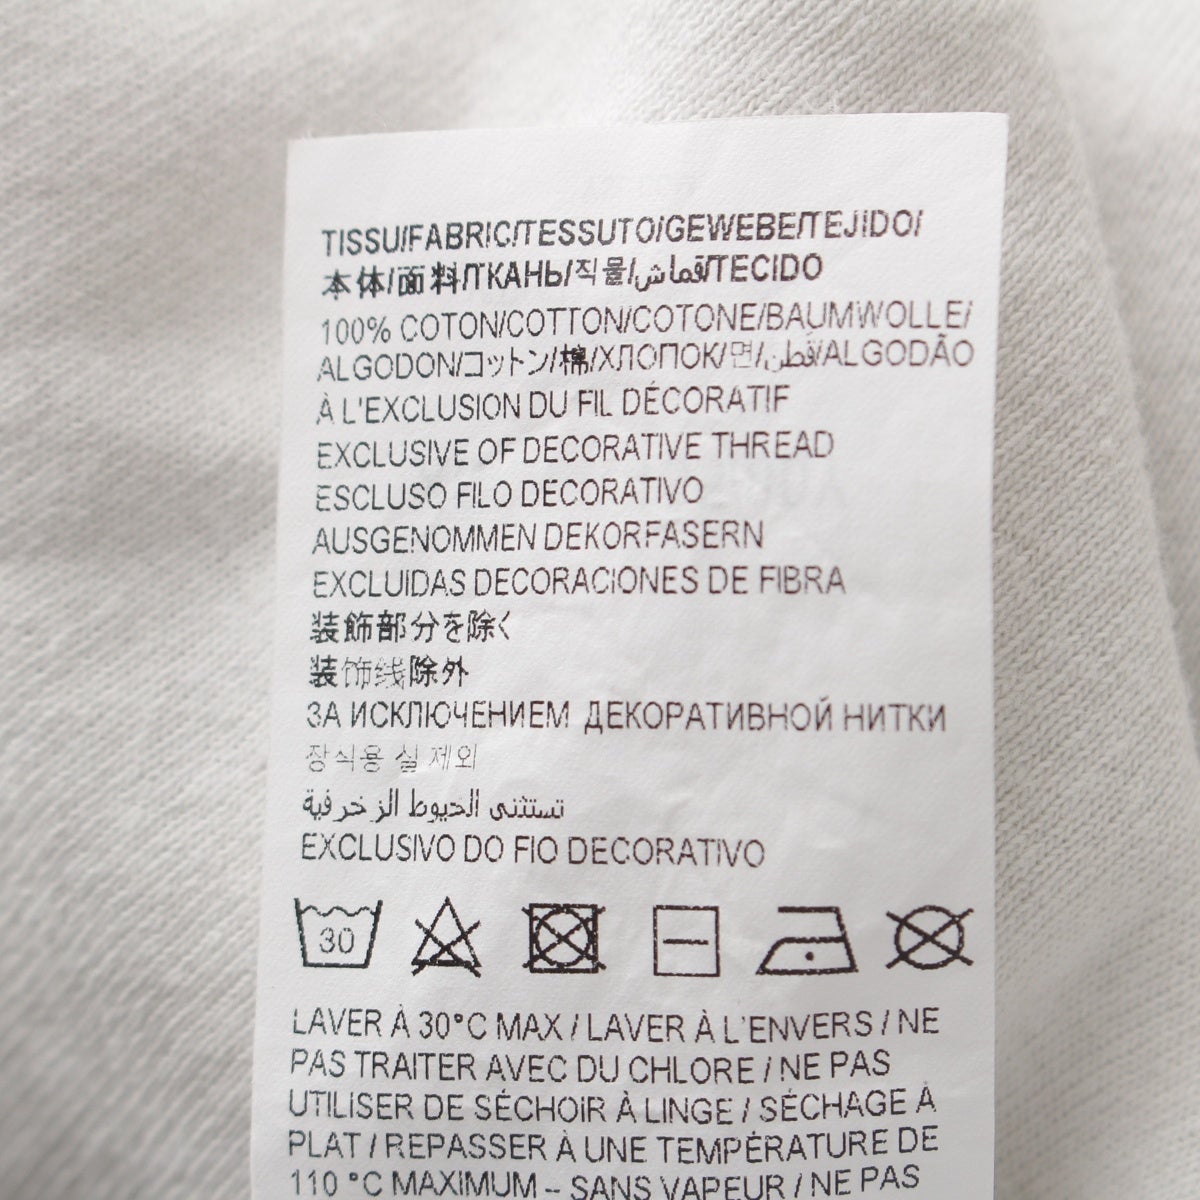 TISSU/FABRIC/TESSUTO/GEWEBE/TEJIDO/
本体/面料/ТКАНЬ/직물/قماش/TECIDO
100% COTON/COTTON/COTONE/BAUMWOLLE/
ALGODON/コットン/棉/ХЛОПОК/면/قطن/ALGODÃO
À L'EXCLUSION DU FIL DÉCORATIF
EXCLUSIVE OF DECORATIVE THREAD
ESCLUSO FILO DECORATIVO
AUSGENOMMEN DEKORFASERN
EXCLUIDAS DECORACIONES DE FIBRA
装飾部分を除く
装饰线除外
ЗА ИСКЛЮЧЕНИЕМ ДЕКОРАТИВНОЙ НИТКИ
장식용 실 제외
تستثنى الخيوط الزخرفية
EXCLUSIVO DO FIO DECORATIVO
30
LAVER À 30°C MAX / LAVER À L'ENVERS / NE
PAS TRAITER AVEC DU CHLORE / NE PAS
UTILISER DE SÉCHOIR À LINGE / SÉCHAGE À
PLAT / REPASSER À UNE TEMPÉRATURE DE
110 °C MAXIMUM – SANS VAPEUR / NE PAS